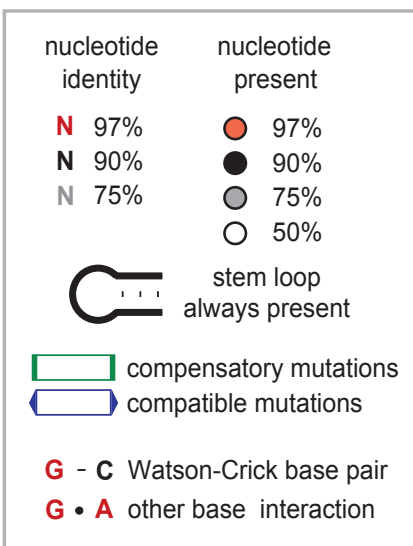 nucleotide identity
nucleotide present
N 97%
N 90%
N 75%
97%
90%
75%
50%
stem loop
always present
compensatory mutations
compatible mutations
G - C Watson-Crick base pair
G • A other base interaction